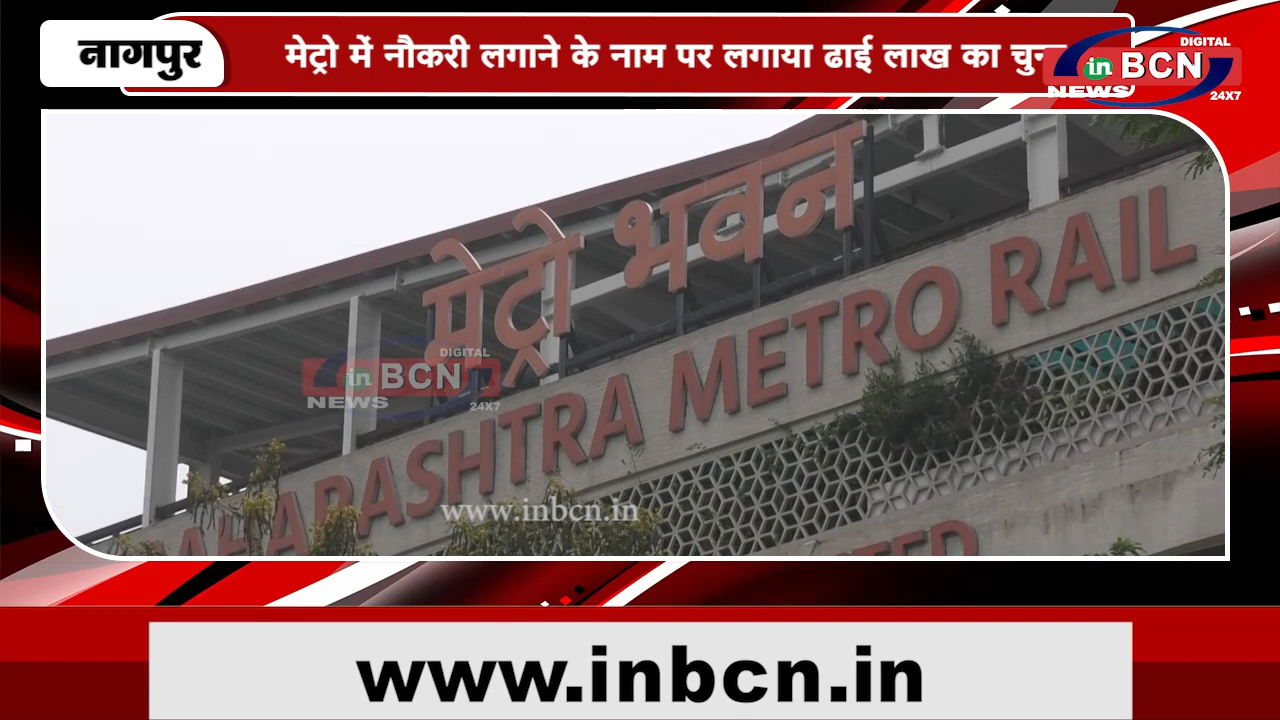 नागपुर
मेट्रो में नौकरी लगाने के नाम पर लगाया ढाई लाख का
DIGITAL
in BCN
NEWS
24X7
मेट्रो भवन
MAHARASHTRA METRO RAIL
DIGITAL
in BCN
NEWS
24X7
www.inbcn.in
www.inbcn.in